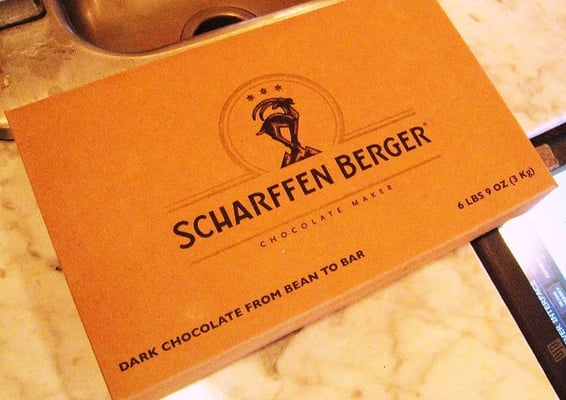 SCHARFFEN BERGER®
CHOCOLATE MAKER
6 LBS 9 OZ (3 Kg)
DARK CHOCOLATE FROM BEAN TO BAR